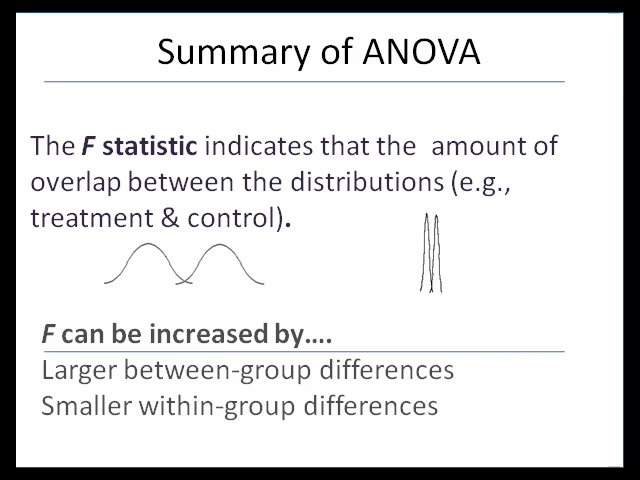 Summary of ANOVA
The F statistic indicates that the amount of
overlap between the distributions (e.g.,
treatment & control).
F can be increased by….
Larger between-group differences
Smaller within-group differences